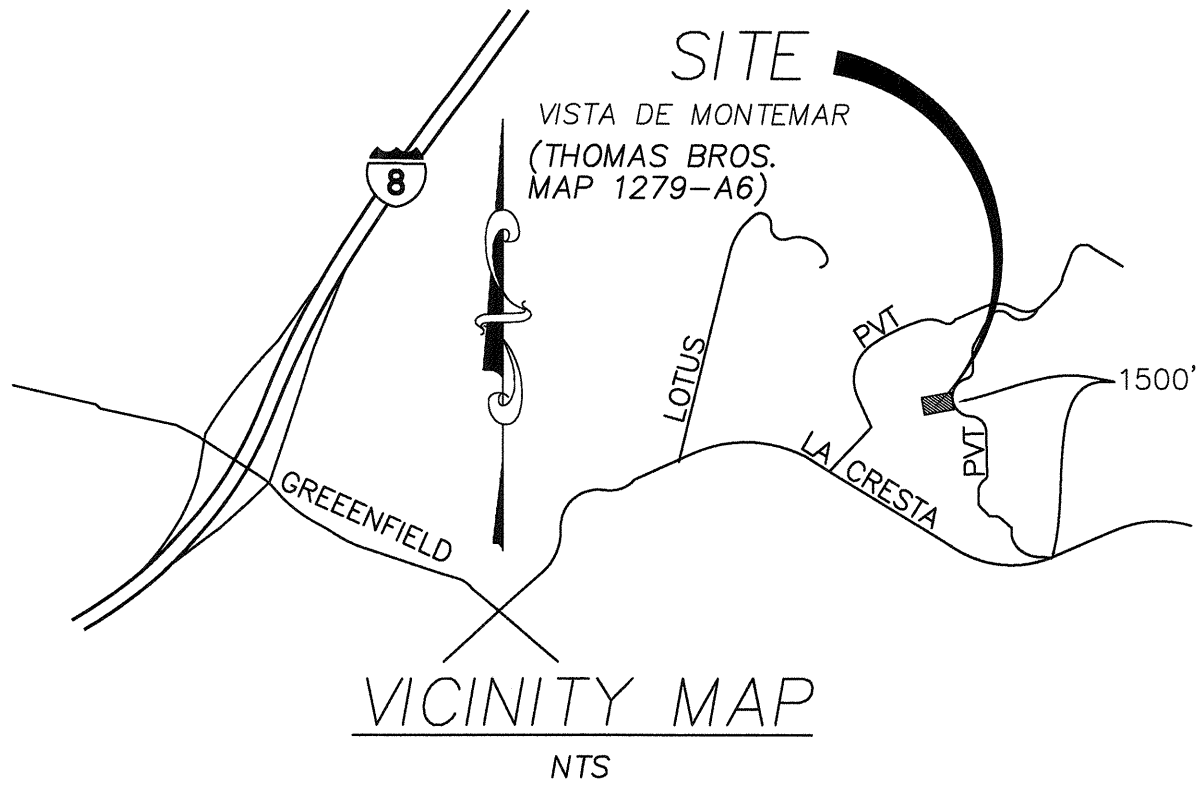 SITE
VISTA DE MONTEMAR
(THOMAS BROS.
MAP 1279-A6)
8
PVT
LOTUS
1500'
LA CRESTA
PVT
GREEENFIELD
VICINITY MAP
NTS